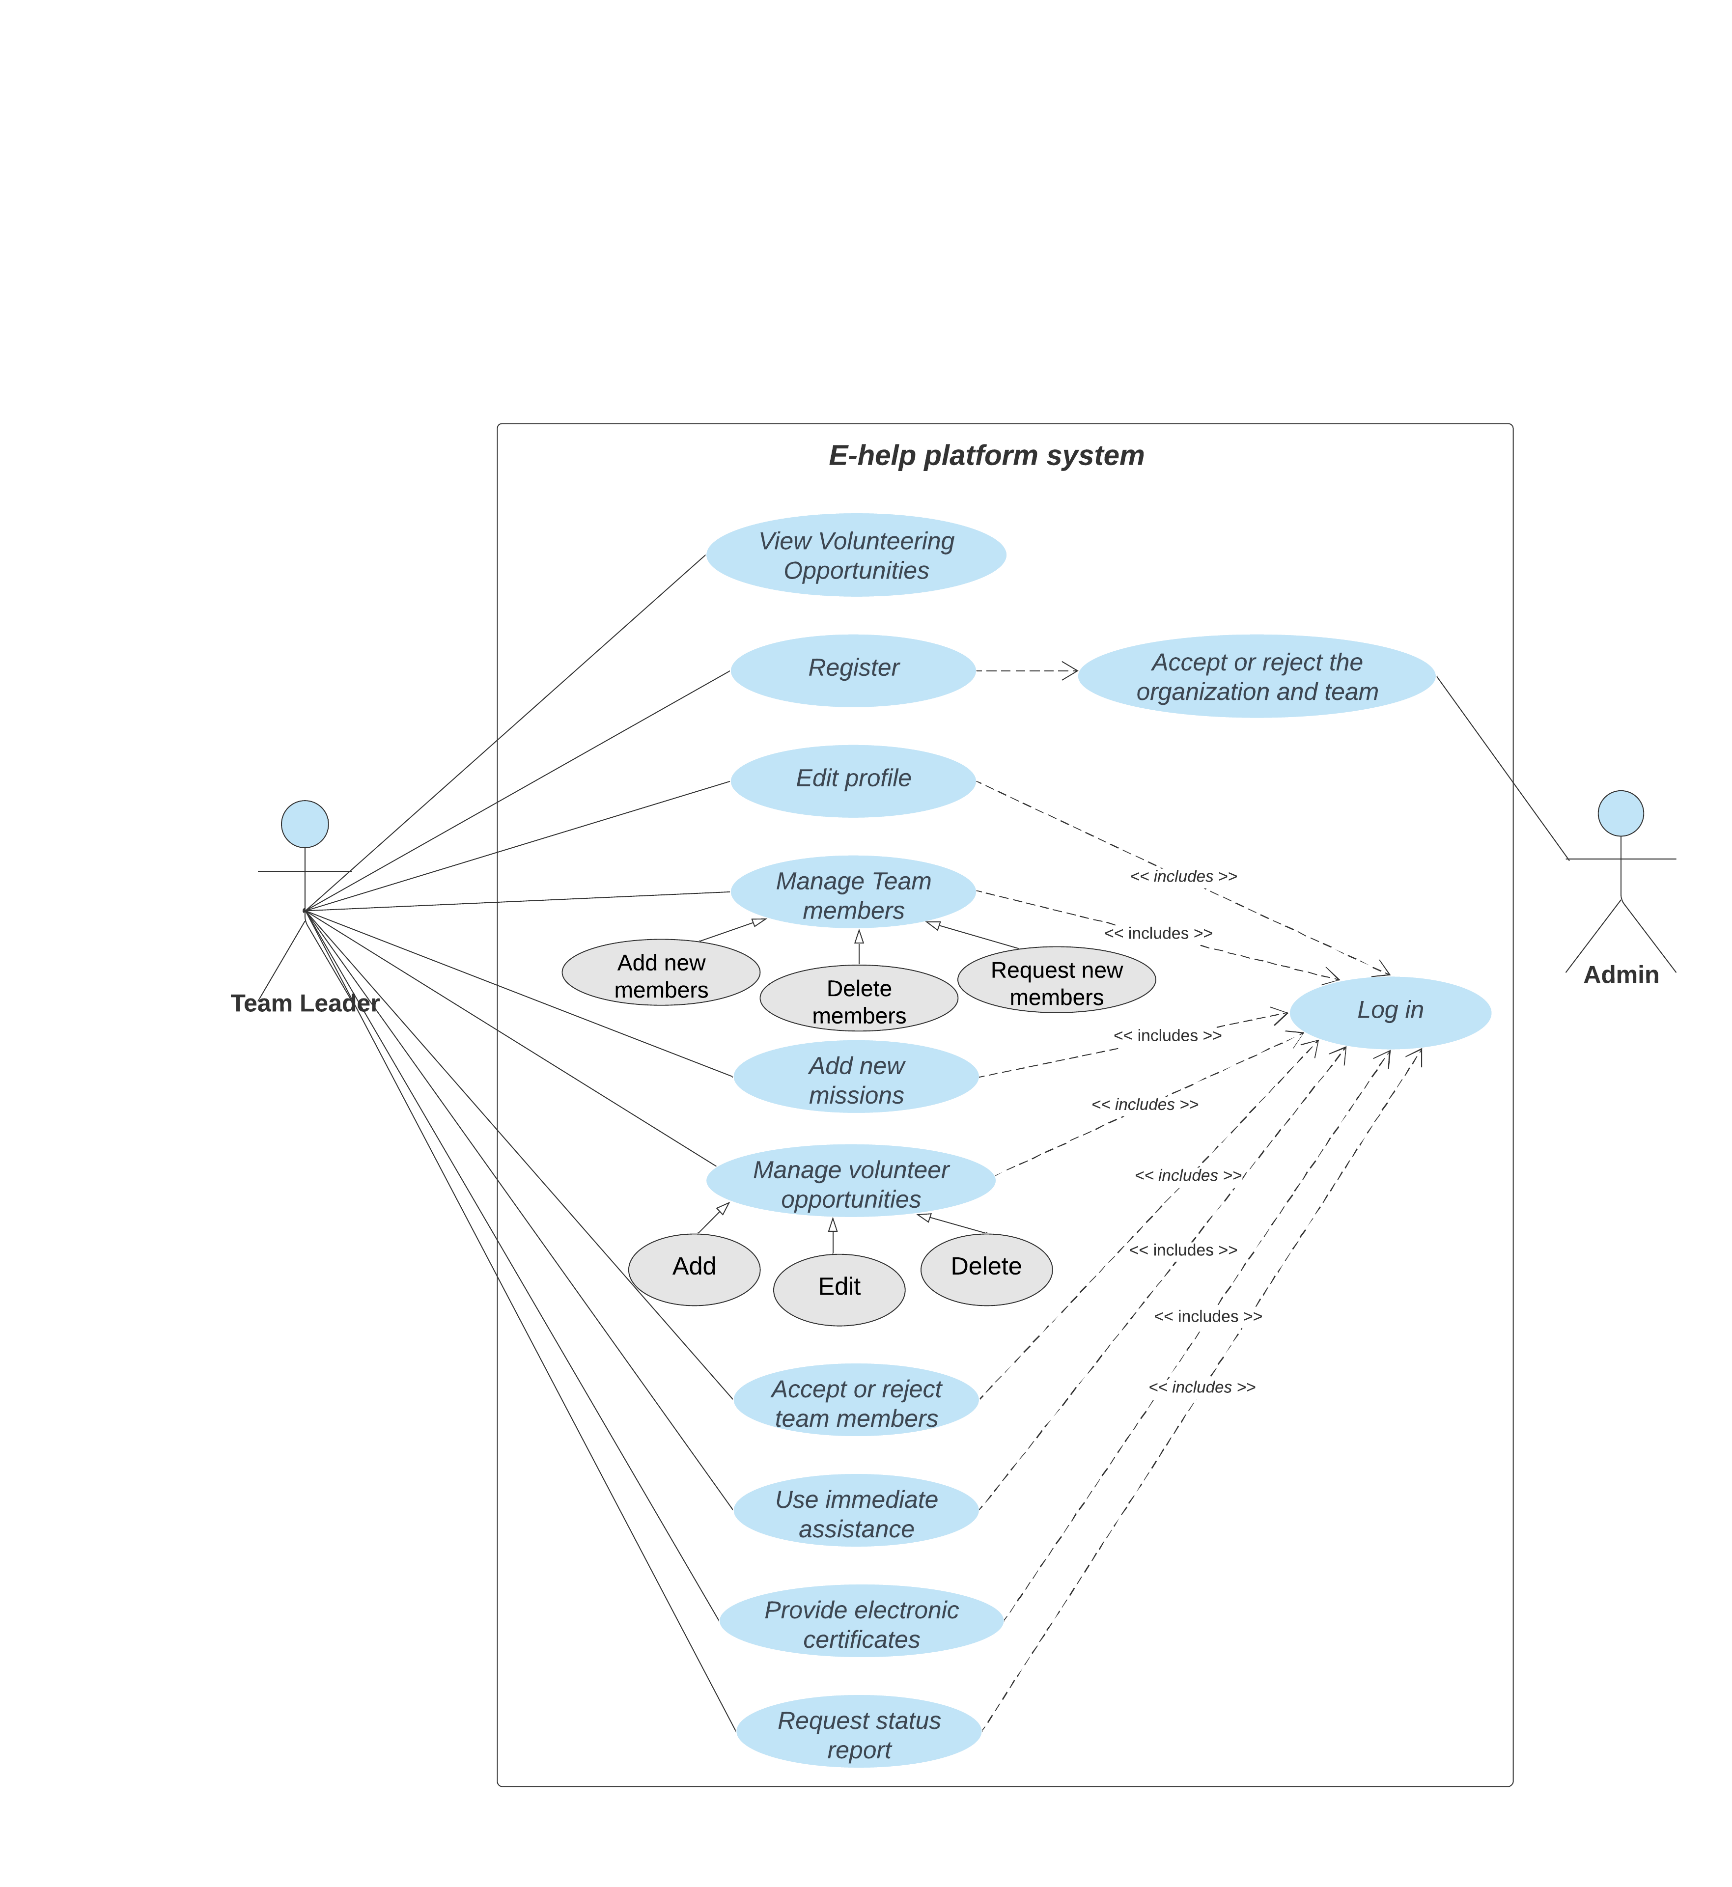 E-help platform system
View Volunteering
Opportunities
Register
Accept or reject the
organization and team
Edit profile
<< includes >>
Manage Team
members
<< includes >>
Add new
members
Delete
members
Request new
members
Team Leader
Admin
Log in
<< includes >>
Add new
missions
<< includes >>
Manage volunteer
opportunities
<< includes >>
Add
Edit
Delete
<< includes >>
<< includes >>
Accept or reject
team members
<< includes >>
Use immediate
assistance
Provide electronic
certificates
Request status
report